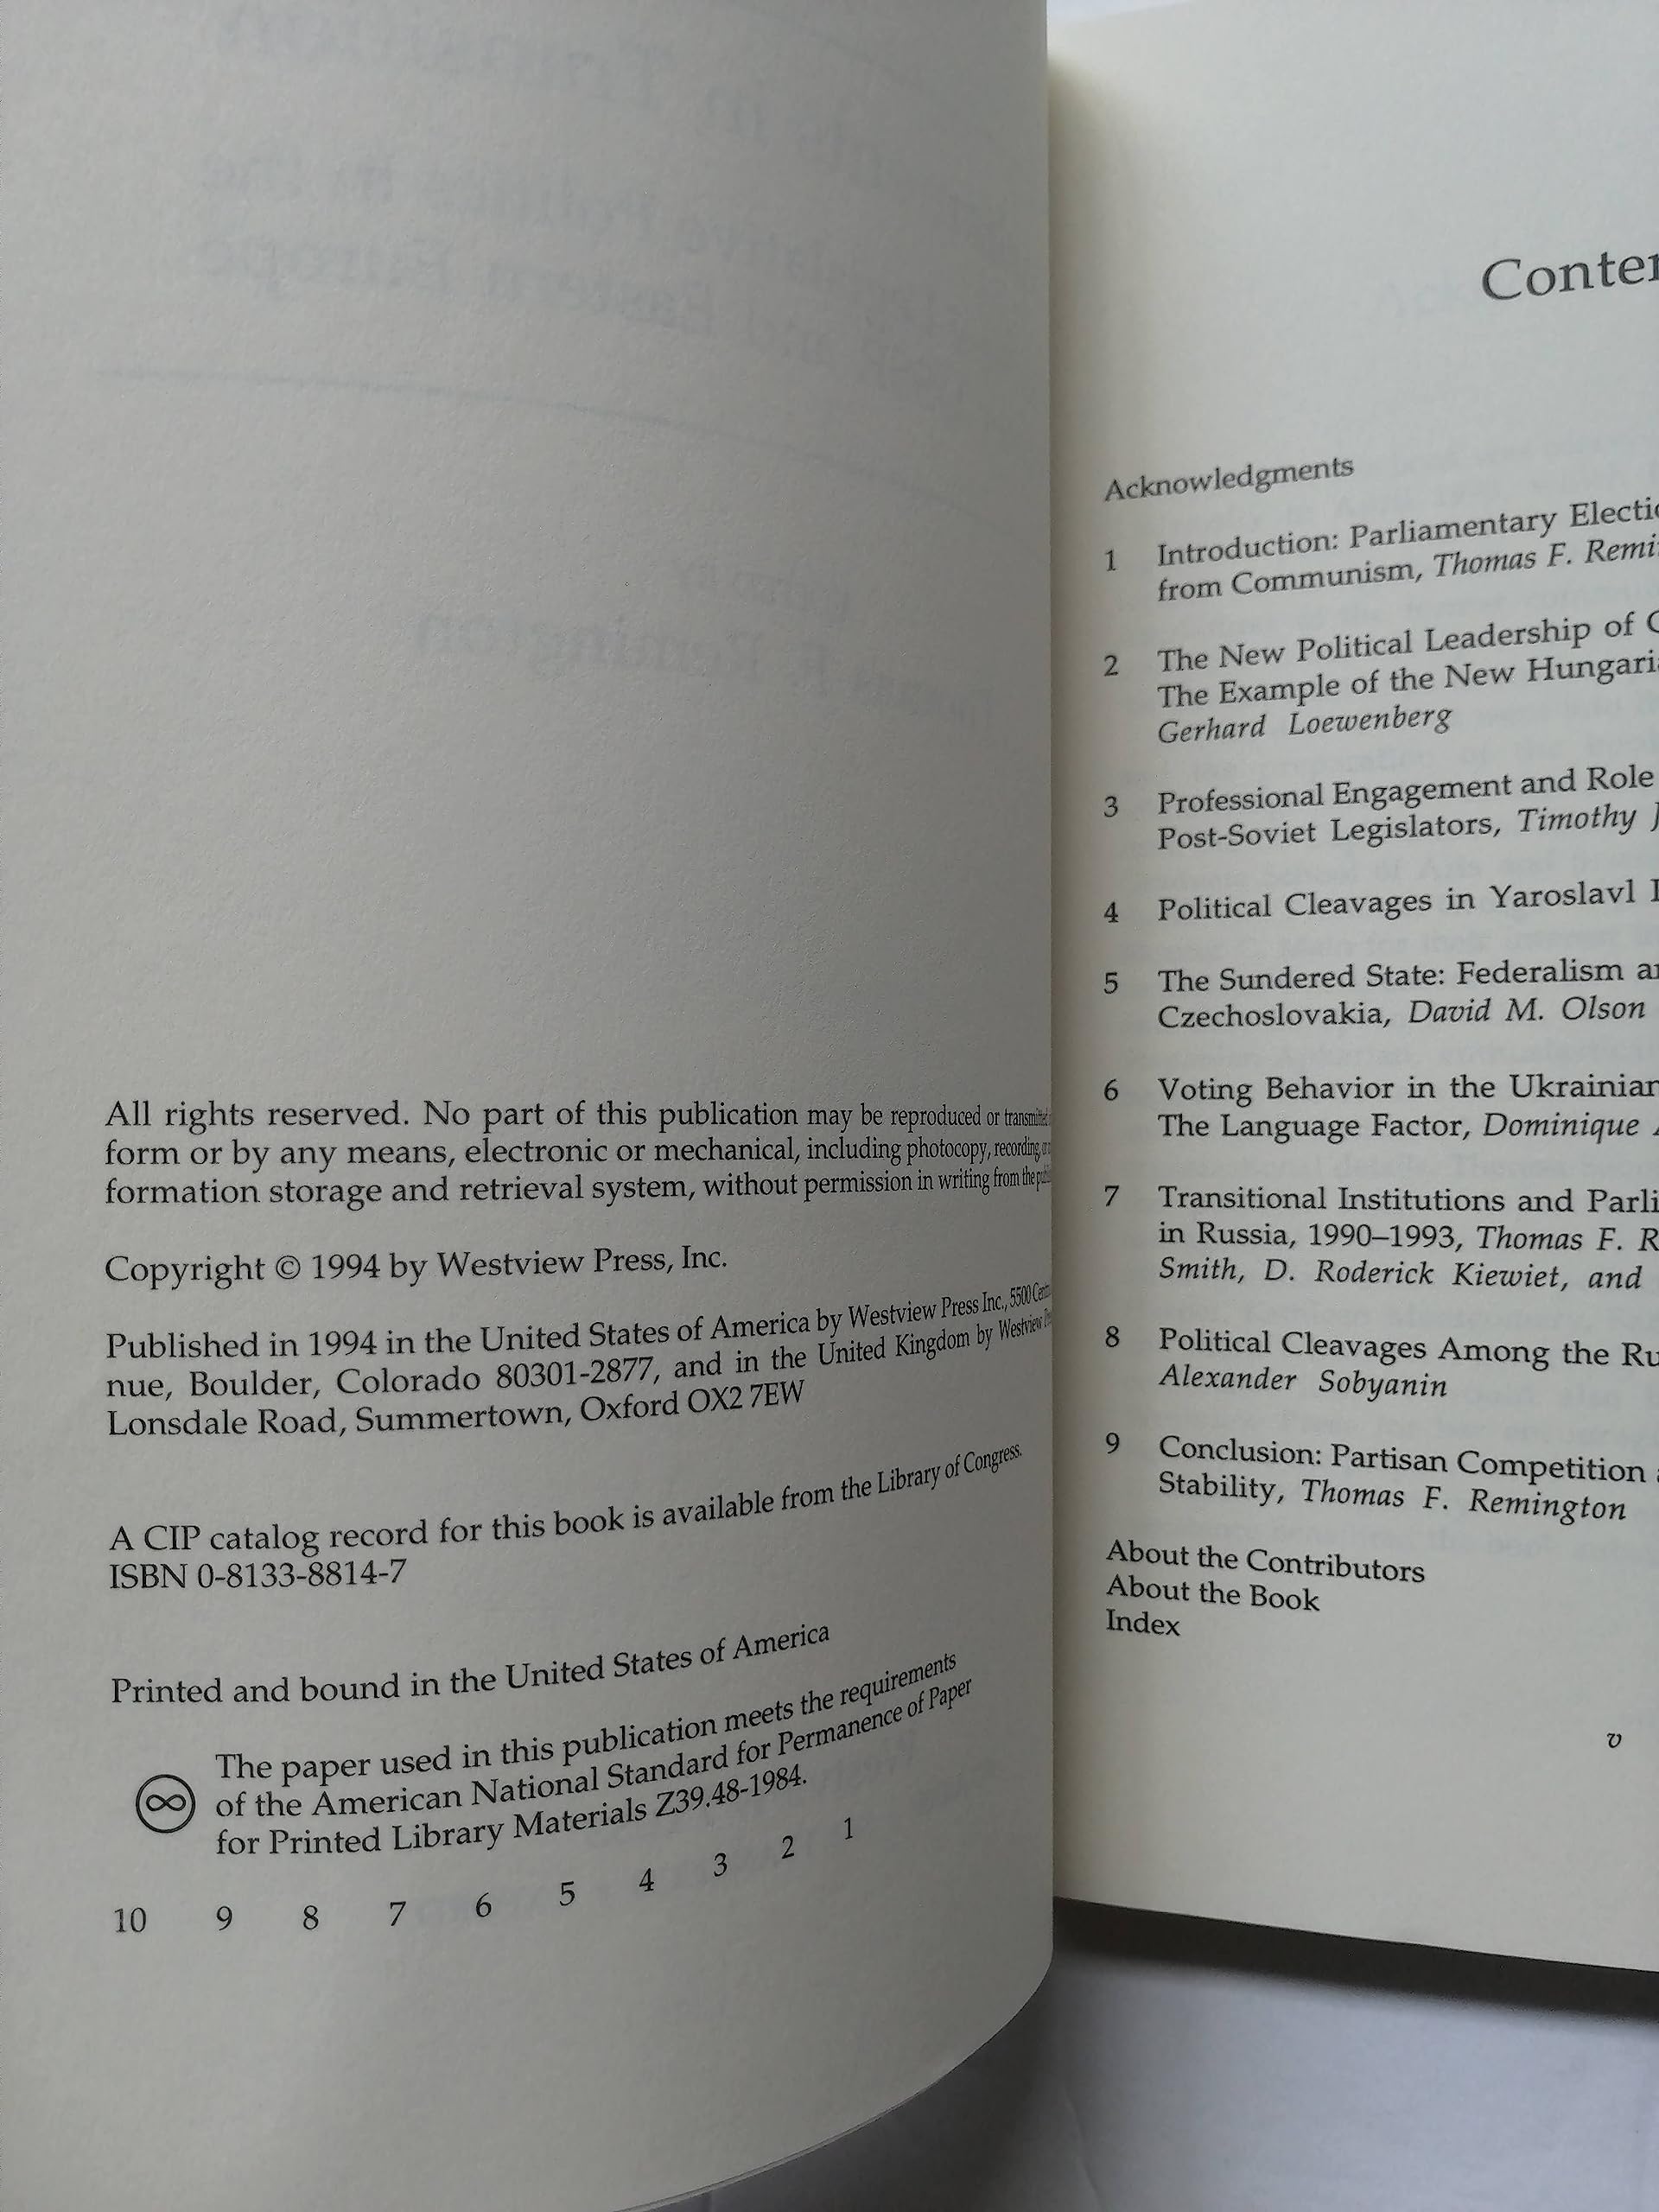 All rights reserved. No part of this publication may be reproduced or transmitted
form or by any means, electronic or mechanical, including photocopy, recording,
formation storage and retrieval system, without permission in writing from the
Copyright © 1994 by Westview Press, Inc.
Published in 1994 in the United States of America by Westview Press Inc., 5500
nue, Boulder, Colorado 80301-2877, and in the United Kingdom by Westview
Lonsdale Road, Summertown, Oxford OX2 7EW
A CIP catalog record for this book is available from the Library of Congress.
ISBN 0-8133-8814-7
Printed and bound in the United States of America
The paper used in this publication meets the requirements
of the American National Standard for Permanence of Paper
for Printed Library Materials Z39.48-1984.
10 9 8 7 6 5 4 3 2 1
Conten
Acknowledgments
1 Introduction: Parliamentary Electio
from Communism, Thomas F. Remi
2 The New Political Leadership of C
The Example of the New Hungari
Gerhard Loewenberg
3 Professional Engagement and Role
Post-Soviet Legislators, Timothy J
4 Political Cleavages in Yaroslavl
5 The Sundered State: Federalism a
Czechoslovakia, David M. Olson
6 Voting Behavior in the Ukrainian
The Language Factor, Dominique A
7 Transitional Institutions and Parli
in Russia, 1990–1993, Thomas F. R
Smith, D. Roderick Kiewiet, and
8 Political Cleavages Among the Ru
Alexander Sobyanin
9 Conclusion: Partisan Competition a
Stability, Thomas F. Remington
About the Contributors
About the Book
Index
v